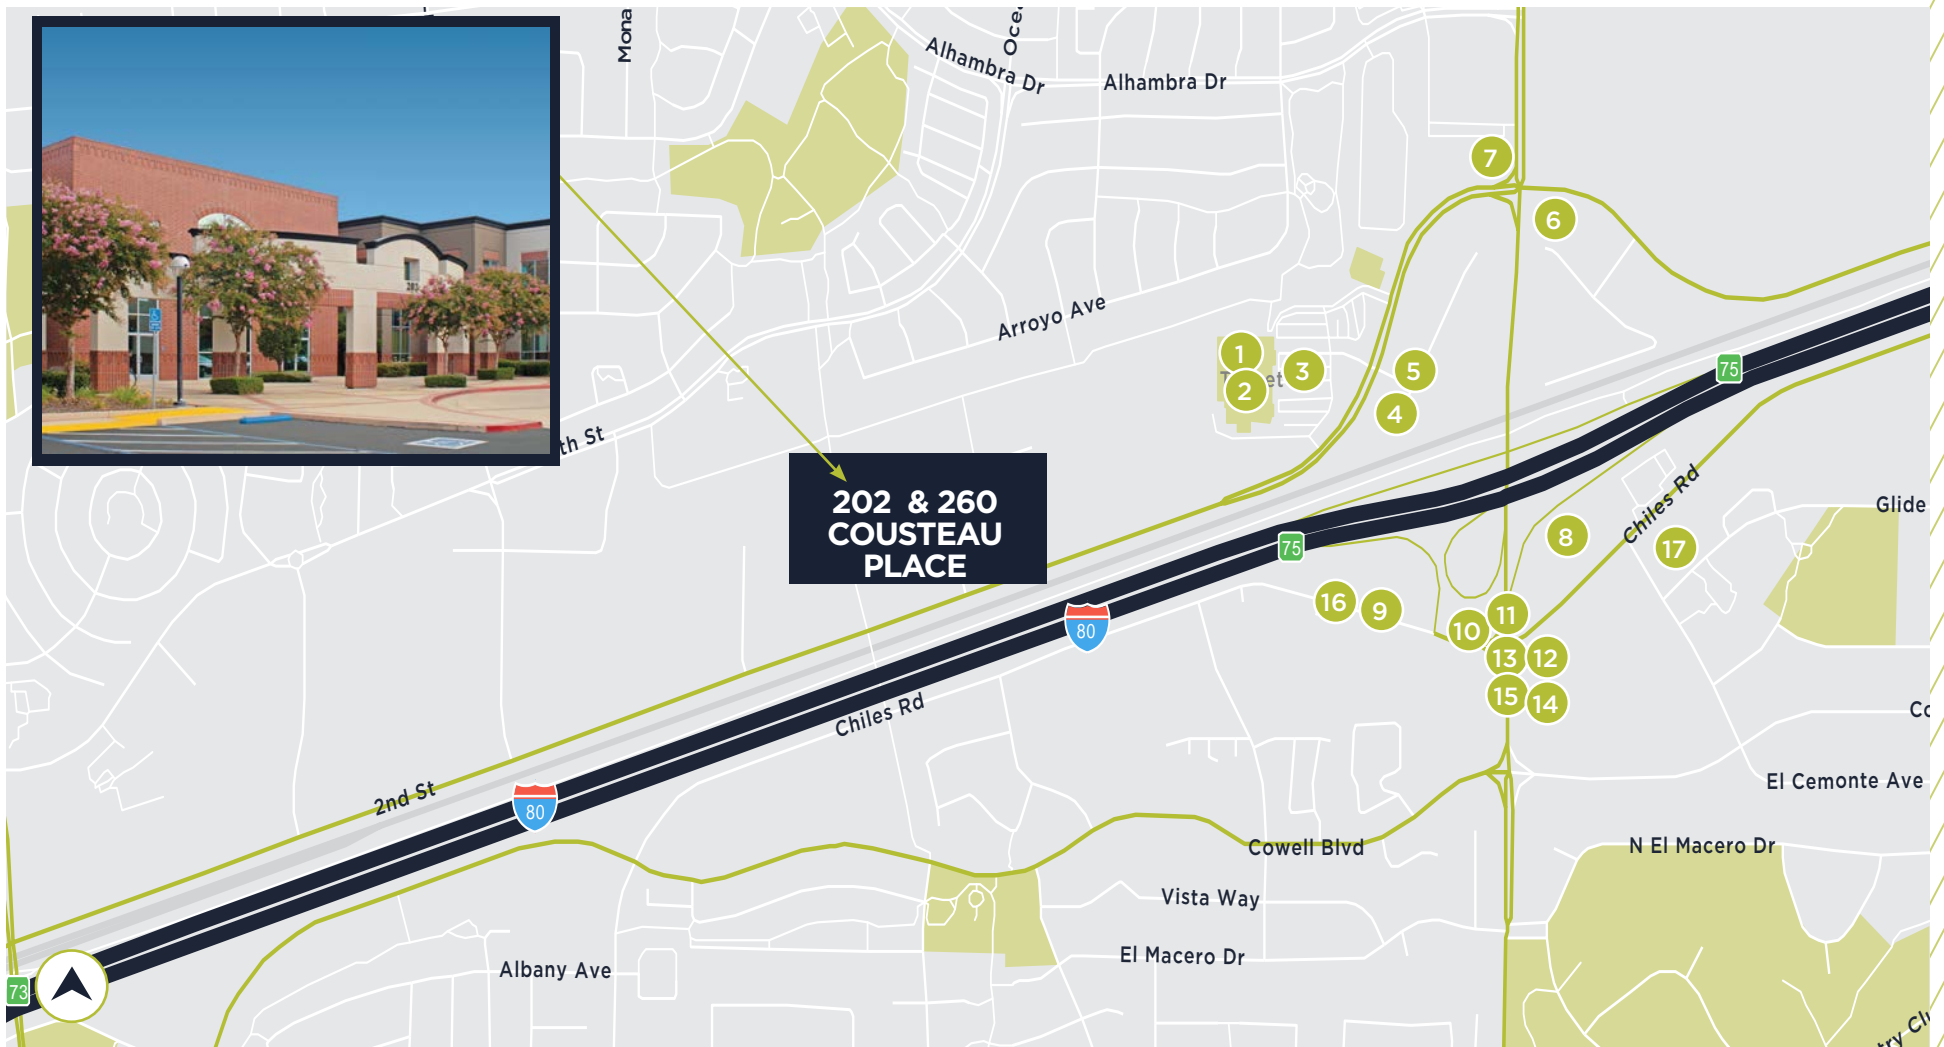 Mona
Ocea
Alhambra Dr
Alhambra Dr
7
6
Arroyo Ave
1
2
3
5
4
75
th St
202 & 260
COUSTEAU
PLACE
75
Chiles Rd
Glide
8
17
16
9
10
11
13
12
15
14
80
Chiles Rd
Co
El Cemonte Ave
2nd St
80
Cowell Blvd
N El Macero Dr
Vista Way
El Macero Dr
Albany Ave
73